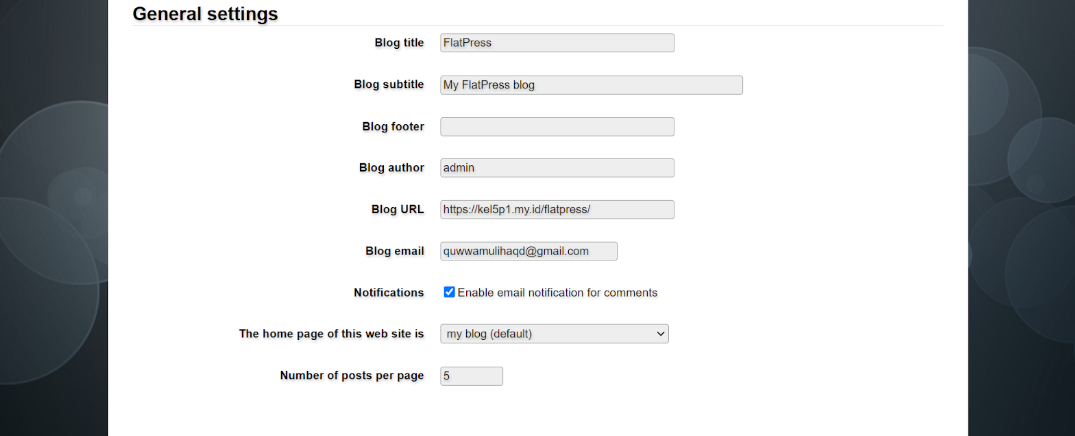 General settings
Blog title FlatPress
Blog subtitle My FlatPress blog
Blog footer
Blog author admin
Blog URL https://kel5p1.my.id/flatpress/
Blog email quwwamulihaqd@gmail.com
Notifications Enable email notification for comments
The home page of this web site is my blog (default)
Number of posts per page 5